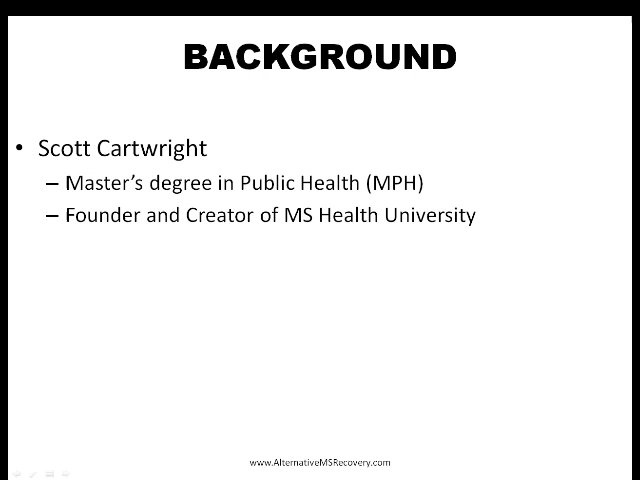 BACKGROUND
• Scott Cartwright
– Master's degree in Public Health (MPH)
– Founder and Creator of MS Health University
www.AlternativeMSRecovery.com